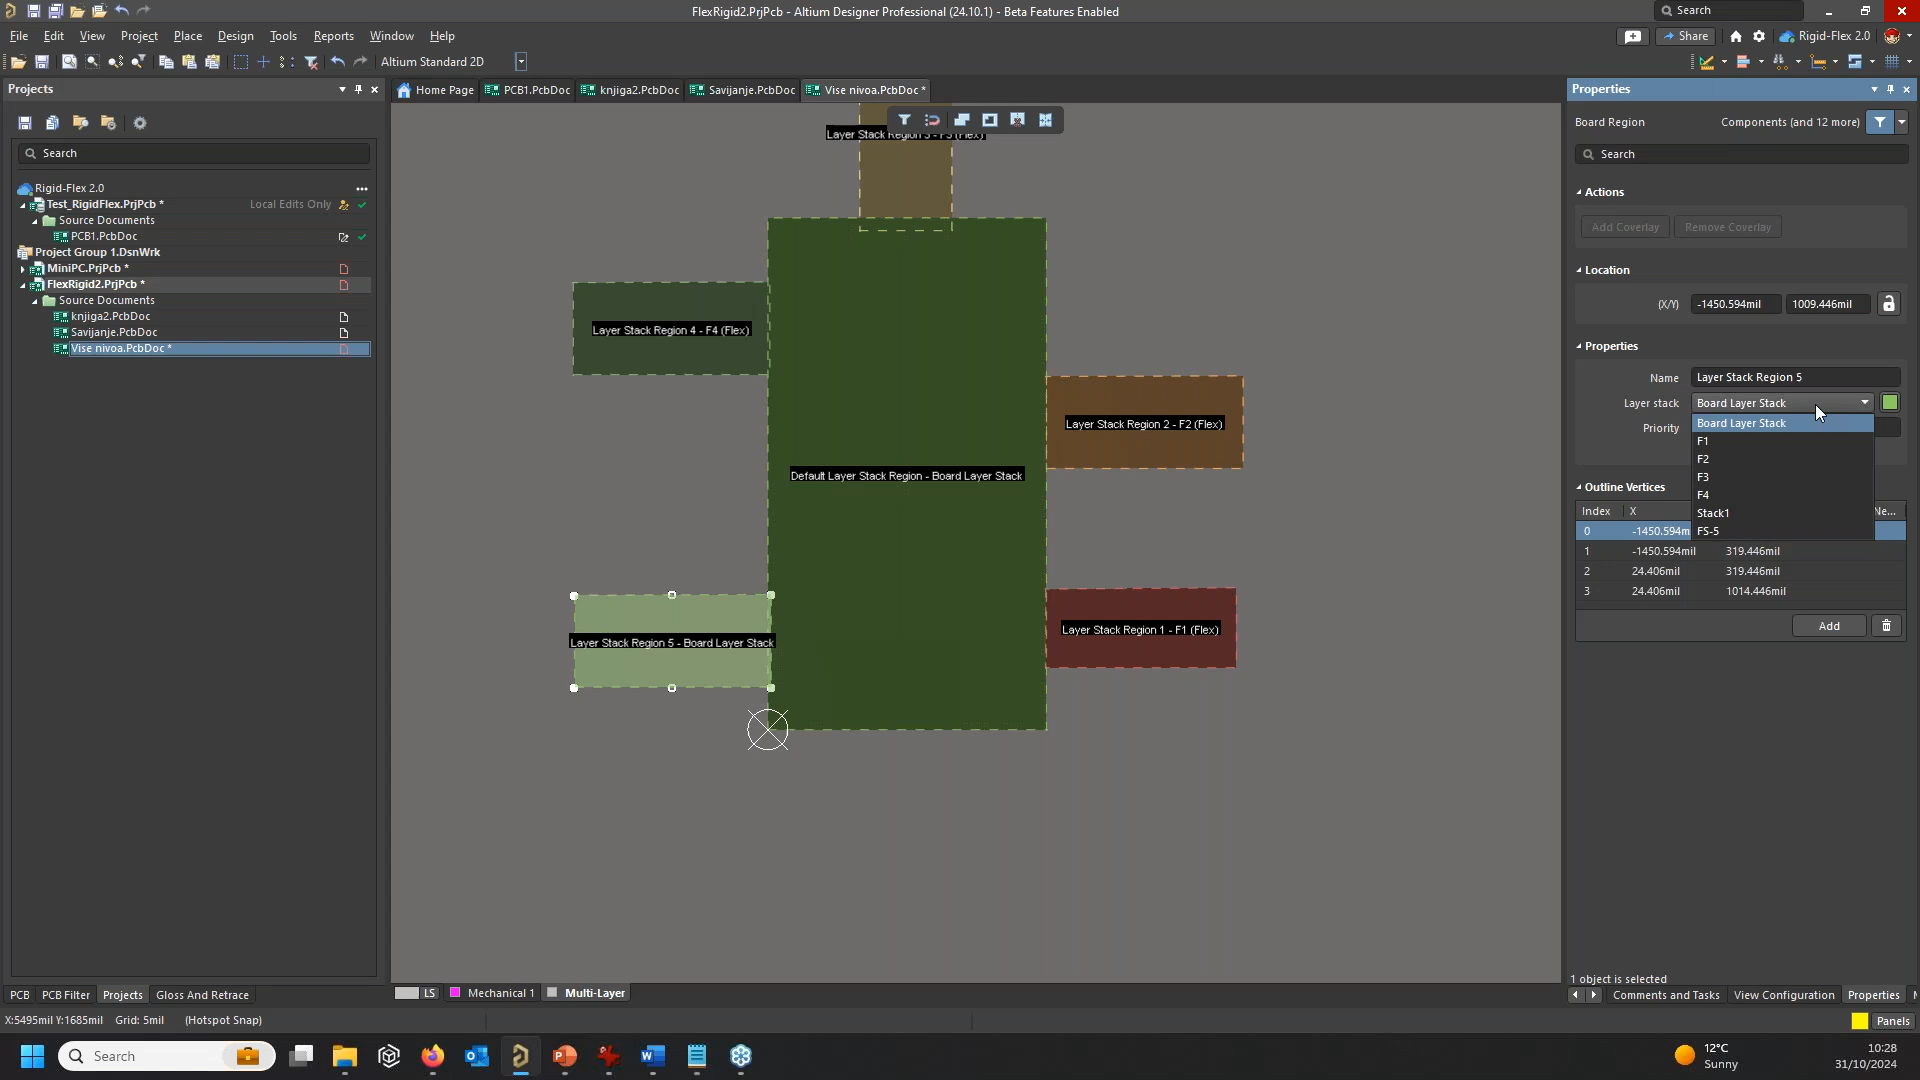 FlexRigid2.PrjPcb - Altium Designer Professional (24.10.1) - Beta Features Enabled
Search
File Edit View Project Place Design Tools Reports Window Help
Share
Rigid-Flex 2.0
Altium Standard 2D
Projects
Search
Rigid-Flex 2.0
Test_RigidFlex.PrjPcb * Local Edits Only
Source Documents
PCB1.PcbDoc
Project Group 1.DsnWrk
MiniPC.PrjPcb *
FlexRigid2.PrjPcb *
Source Documents
knjiga2.PcbDoc
Savijanje.PcbDoc
Vise nivoa.PcbDoc *
PCB PCB Filter Projects Gloss And Retrace
Home Page PCB1.PcbDoc knjiga2.PcbDoc Savijanje.PcbDoc Vise nivoa.PcbDoc *
Layer Stack Region 3 - F3 (Flex)
Layer Stack Region 4 - F4 (Flex)
Layer Stack Region 2 - F2 (Flex)
Default Layer Stack Region - Board Layer Stack
Layer Stack Region 1 - F1 (Flex)
Layer Stack Region 5 - Board Layer Stack
LS Mechanical 1 Multi-Layer
Properties
Board Region Components (and 12 more)
Search
Actions
Add Coverlay Remove Coverlay
Location
(X/Y) -1450.594mil 1009.446mil
Properties
Name Layer Stack Region 5
Layer stack Board Layer Stack
Priority
Board Layer Stack
F1
F2
F3
F4
Stack1
FS-5
Outline Vertices
Index X Ne...
0 -1450.594m
1 -1450.594mil 319.446mil
2 24.406mil 319.446mil
3 24.406mil 1014.446mil
Add
1 object is selected
Comments and Tasks View Configuration Properties
X:5495mil Y:1685mil Grid: 5mil (Hotspot Snap)
Panels
Search
12°C
Sunny
10:28
31/10/2024